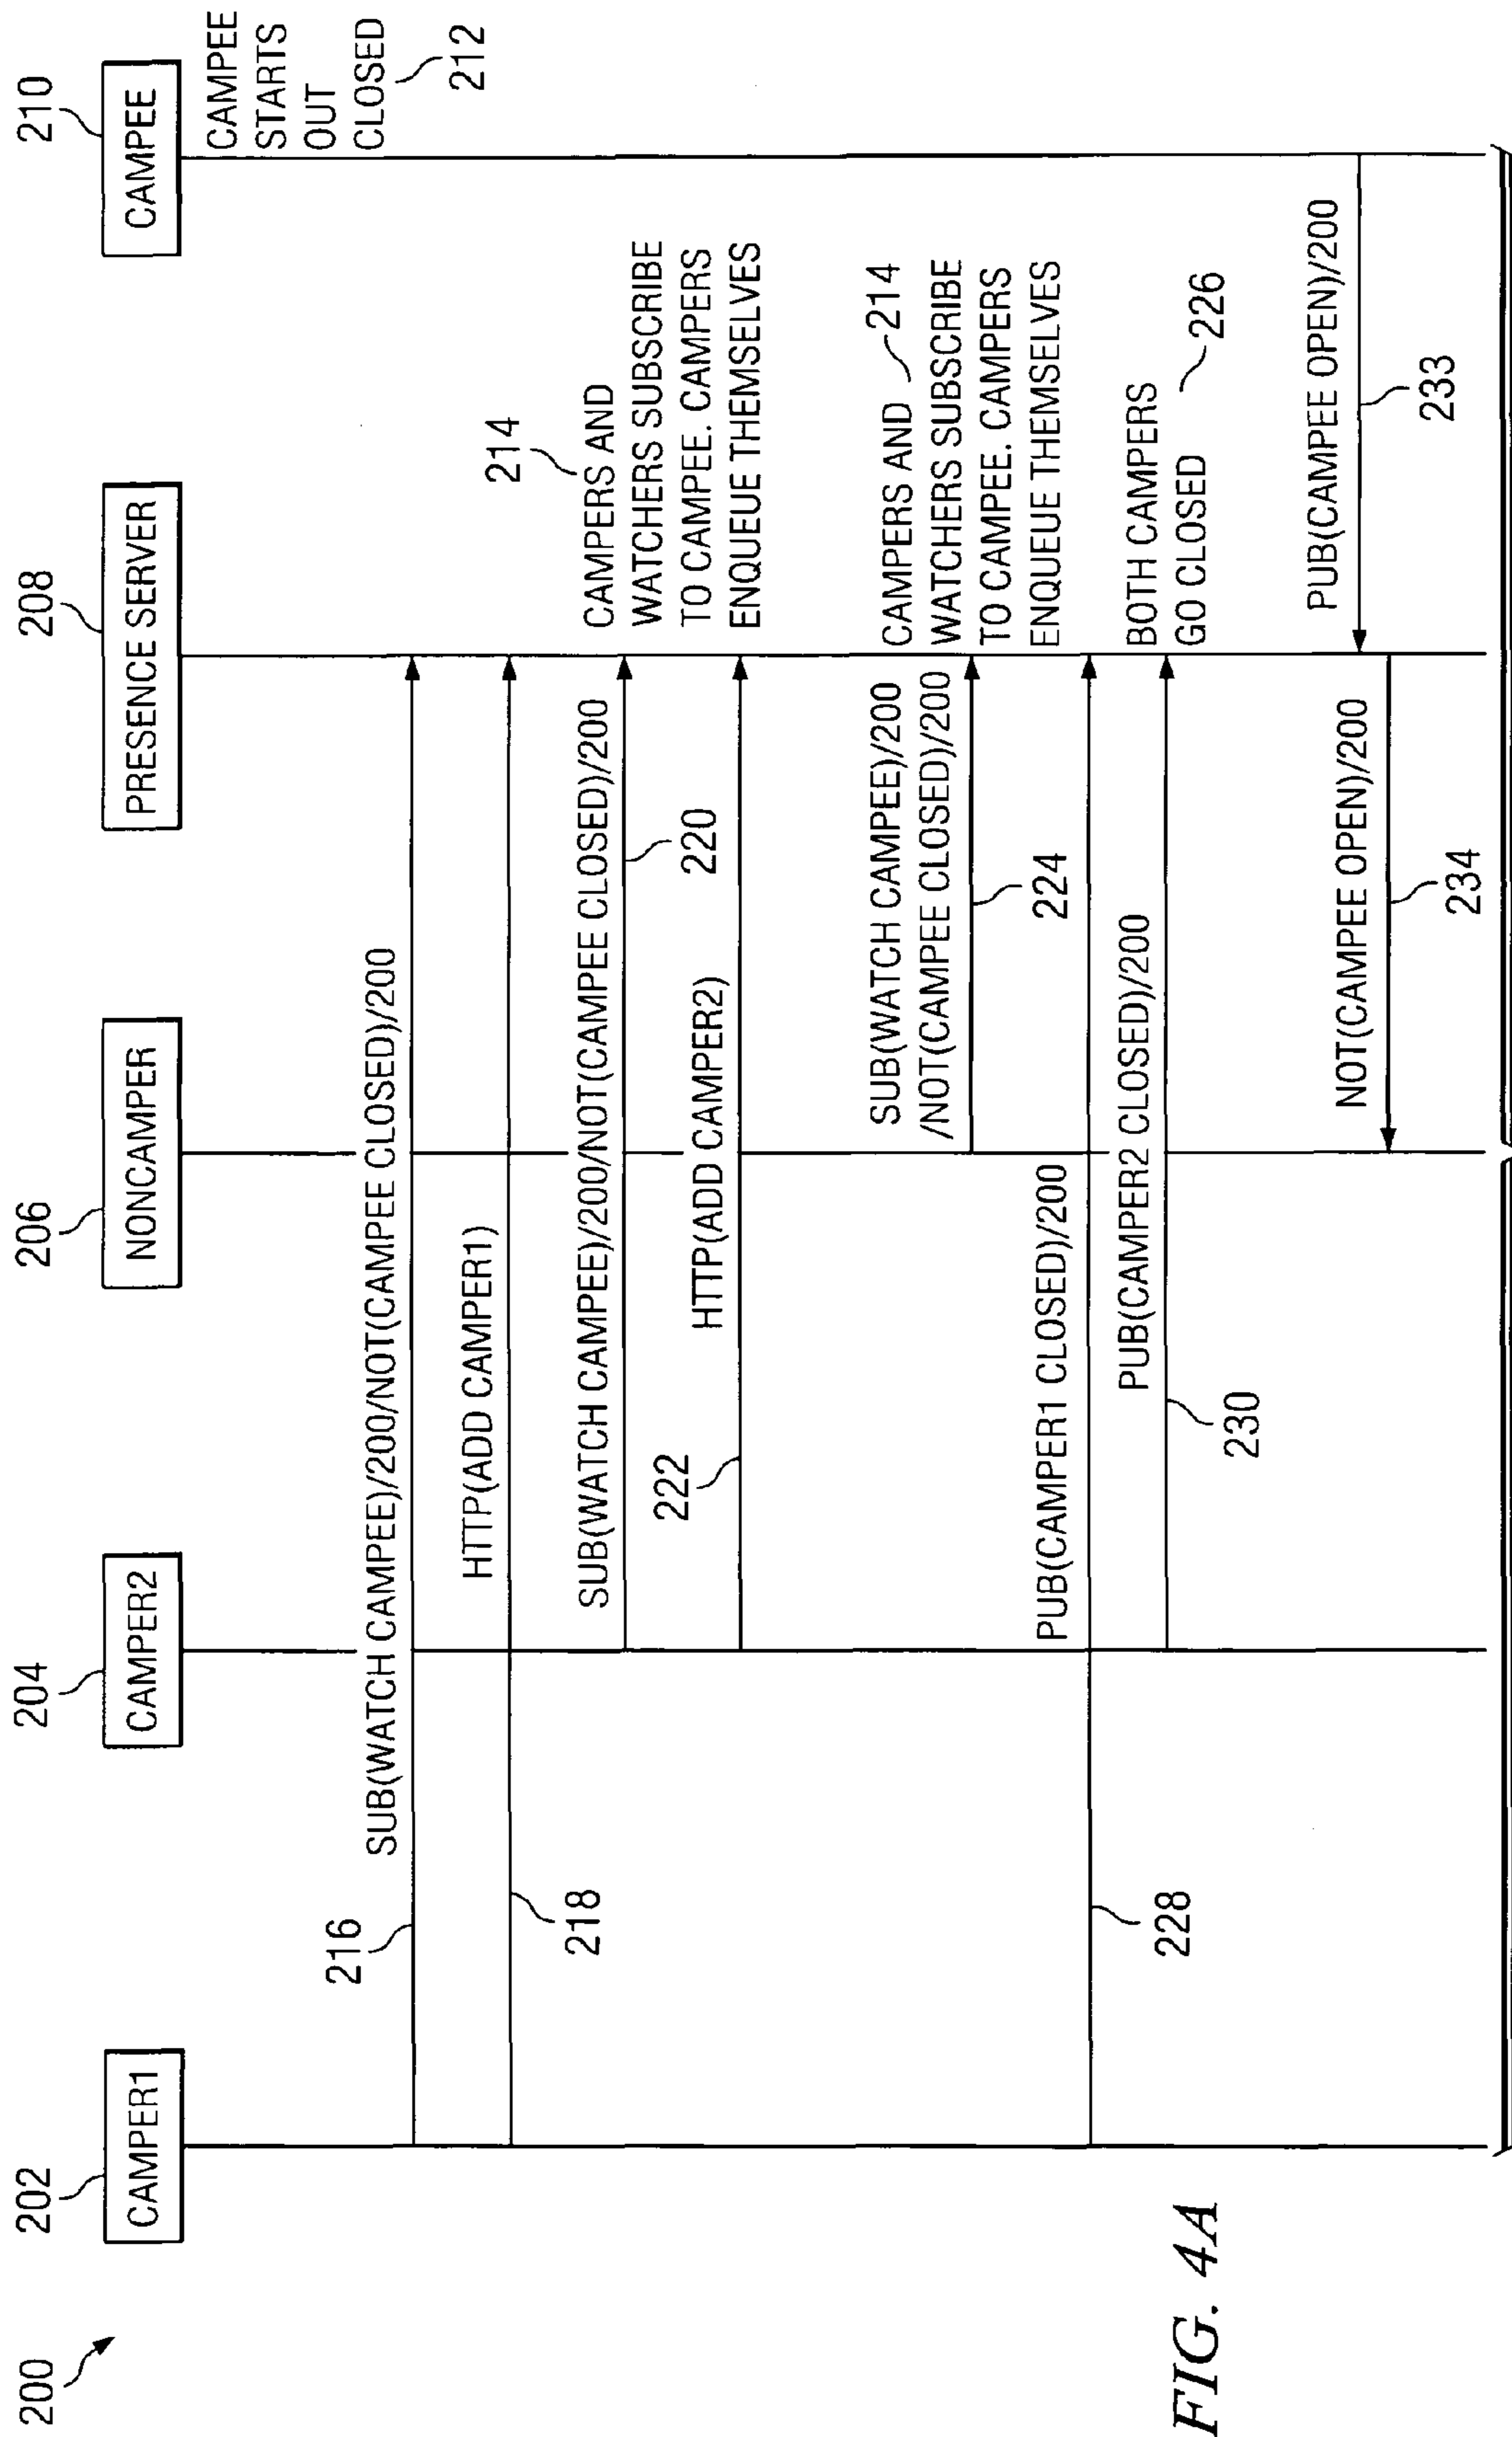 200
202
204
206
208
210
CAMPER1
CAMPER2
NONCAMPER
PRESENCE SERVER
CAMPEE
CAMPEE
STARTS
OUT
CLOSED
212
216
SUB(WATCH CAMPEE)/200/NOT(CAMPEE CLOSED)/200
HTTP(ADD CAMPER1)
218
214
SUB(WATCH CAMPEE)/200/NOT(CAMPEE CLOSED)/200
220
CAMPERS AND
WATCHERS SUBSCRIBE
TO CAMPEE. CAMPERS
ENQUEUE THEMSELVES
222
HTTP(ADD CAMPER2)
SUB(WATCH CAMPEE)/200
/NOT(CAMPEE CLOSED)/200
224
CAMPERS AND
214
WATCHERS SUBSCRIBE
TO CAMPEE. CAMPERS
ENQUEUE THEMSELVES
PUB(CAMPER1 CLOSED)/200
228
PUB(CAMPER2 CLOSED)/200
230
BOTH CAMPERS
GO CLOSED
226
PUB(CAMPEE OPEN)/200
233
NOT(CAMPEE OPEN)/200
234
FIG. 4A